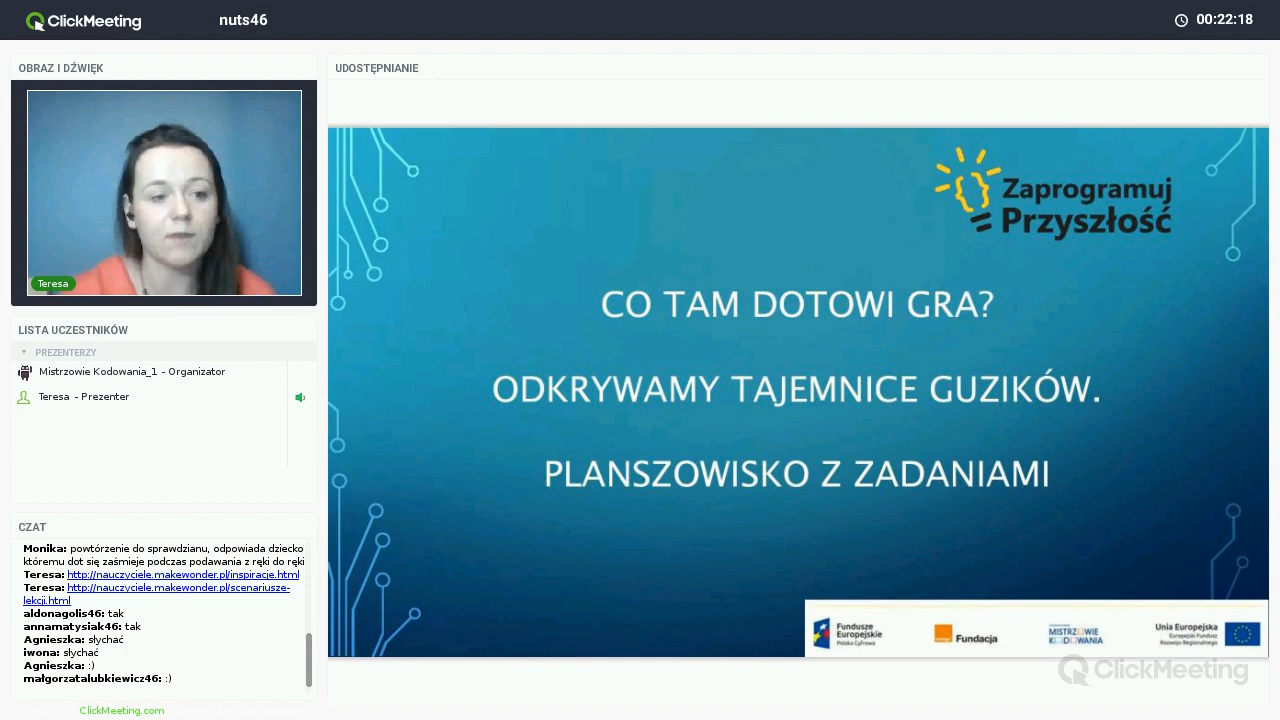 ClickMeeting
nuts46
00:22:18
OBRAZ I DŹWIĘK
Teresa
LISTA UCZESTNIKÓW
PREZENTERZY
Mistrzowie Kodowania_1 - Organizator
Teresa - Prezenter
CZAT
Monika: powtórzenie do sprawdzianu, odpowiada dziecko
któremu dot się zaśmieje podczas podawania z ręki do ręki
Teresa: http://nauczyciele.makewonder.pl/inspiracje.html
Teresa: http://nauczyciele.makewonder.pl/scenariusze-
lekcji.html
aldonagolis46: tak
annamatysiak46: tak
Agnieszka: słychać
iwona: słychać
Agnieszka: :)
małgorzatalubkiewicz46: :)
ClickMeeting.com
UDOSTĘPNIANIE
Zaprogramuj
Przyszłość
CO TAM DOTOWI GRA?
ODKRYWAMY TAJEMNICE GUZIKÓW.
PLANSZOWISKO Z ZADANIAMI
Fundusze
Europejskie
Polska Cyfrowa
Fundacja
MISTRZOWIE
KODOWANIA
Unia Europejska
Europejski Fundusz
Rozwoju Regionalnego
ClickMeeting